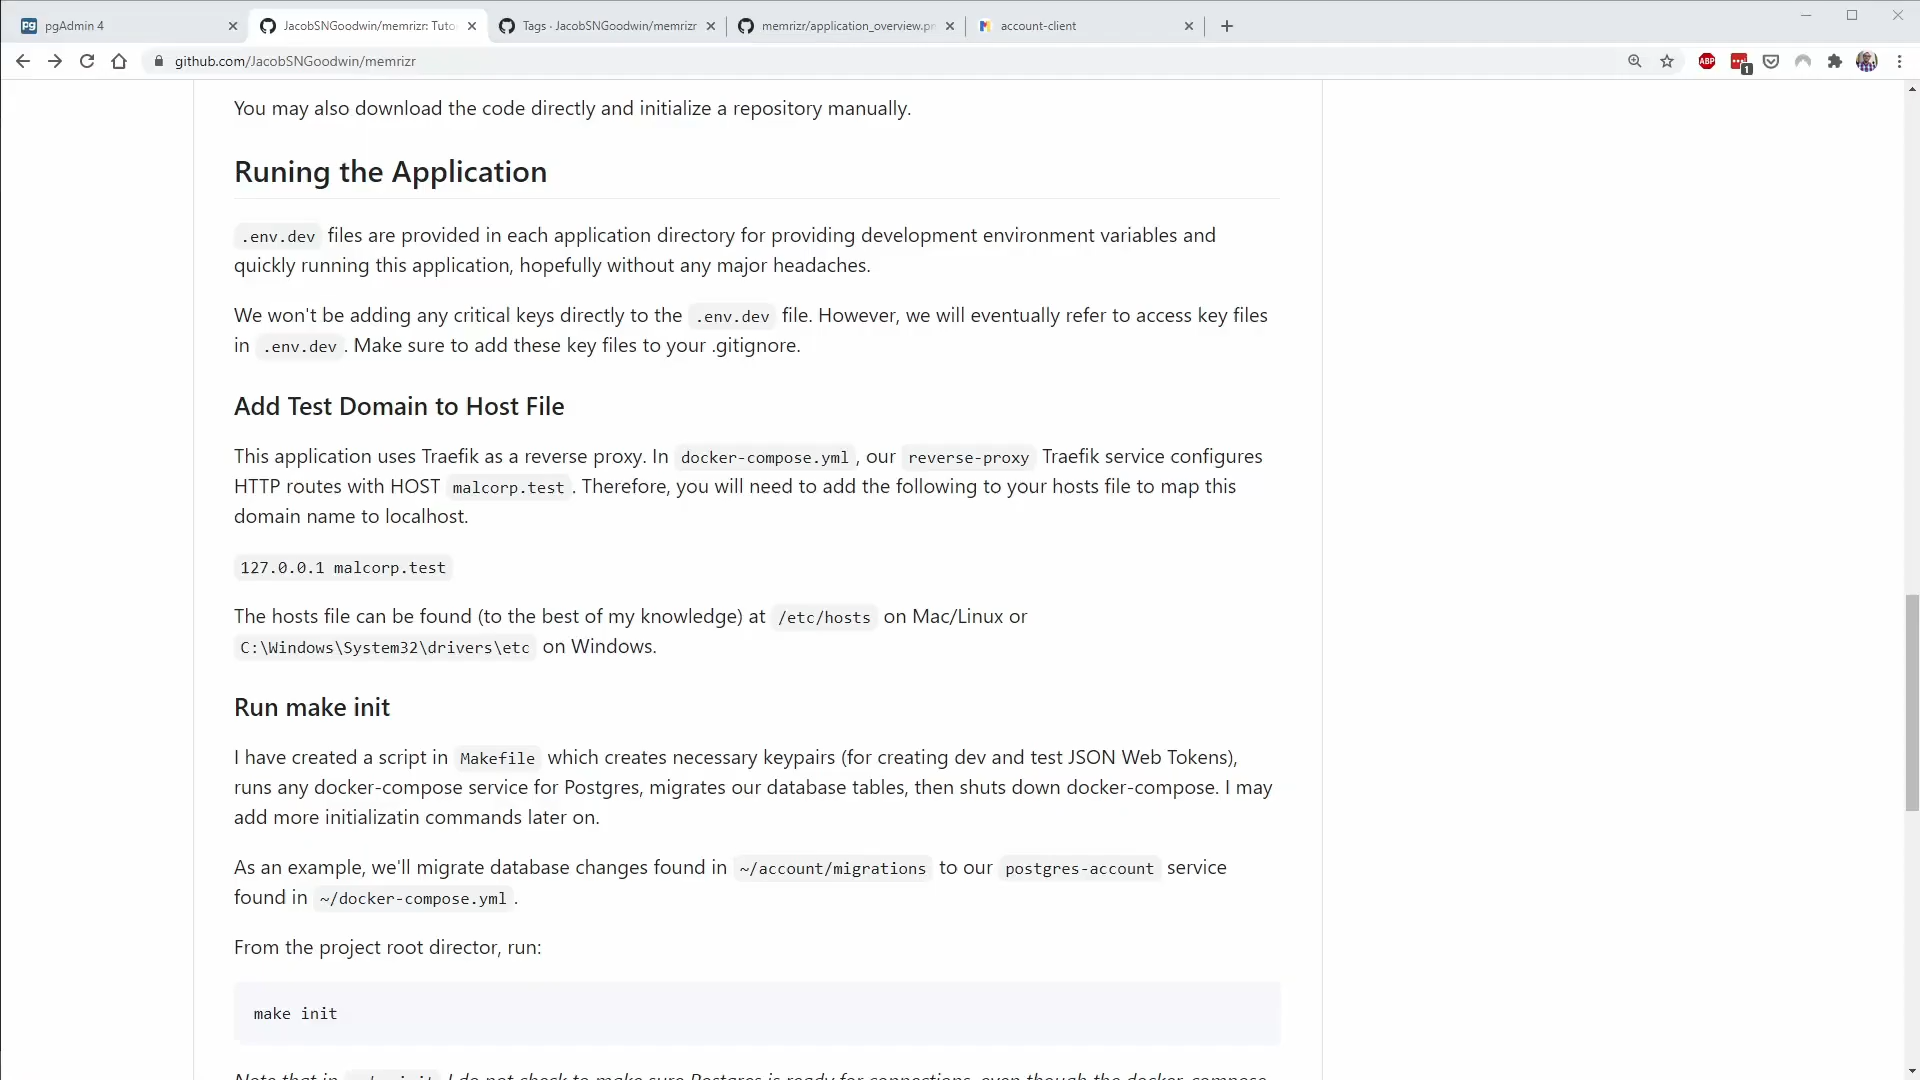 pgAdmin 4
JacobSNGoodwin/memrizr: Tuto
Tags · JacobSNGoodwin/memrizr
memrizr/application_overview.pn
account-client
github.com/JacobSNGoodwin/memrizr
ABP
1
You may also download the code directly and initialize a repository manually.
Runing the Application
.env.dev files are provided in each application directory for providing development environment variables and
quickly running this application, hopefully without any major headaches.
We won't be adding any critical keys directly to the .env.dev file. However, we will eventually refer to access key files
in .env.dev. Make sure to add these key files to your .gitignore.
Add Test Domain to Host File
This application uses Traefik as a reverse proxy. In docker-compose.yml, our reverse-proxy Traefik service configures
HTTP routes with HOST malcorp.test. Therefore, you will need to add the following to your hosts file to map this
domain name to localhost.
127.0.0.1 malcorp.test
The hosts file can be found (to the best of my knowledge) at /etc/hosts on Mac/Linux or
C:\Windows\System32\drivers\etc on Windows.
Run make init
I have created a script in Makefile which creates necessary keypairs (for creating dev and test JSON Web Tokens),
runs any docker-compose service for Postgres, migrates our database tables, then shuts down docker-compose. I may
add more initializatin commands later on.
As an example, we'll migrate database changes found in ~/account/migrations to our postgres-account service
found in ~/docker-compose.yml.
From the project root director, run:
make init
Note that in make init I do not check to make sure Postgres is ready for connections, even though the docker-compose